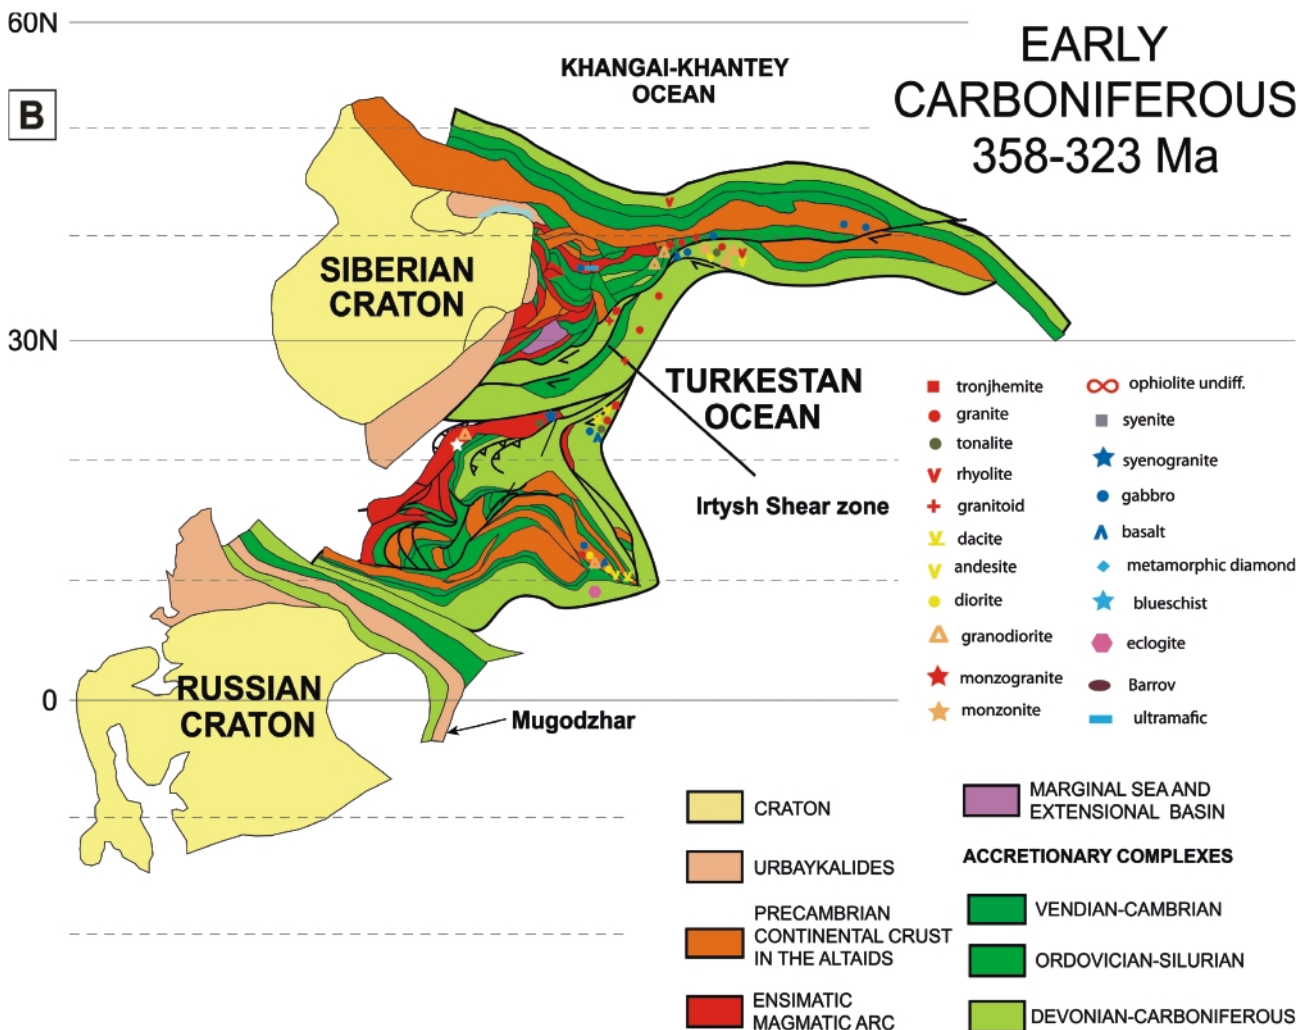 60N
KHANGAI-KHANTEY
OCEAN
EARLY
CARBONIFEROUS
358-323 Ma
B
SIBERIAN
CRATON
30N
TURKESTAN
OCEAN
Irtysh Shear zone
tronjhemite
granite
tonalite
rhyolite
granitoid
dacite
andesite
diorite
granodiorite
monzogranite
monzonite
ophiolite undiff.
syenite
syenogranite
gabbro
basalt
metamorphic diamond
blueschist
eclogite
Barrov
ultramafic
0
RUSSIAN
CRATON
Mugodzhar
CRATON
URBAYKALIDES
PRECAMBRIAN
CONTINENTAL CRUST
IN THE ALTAIDS
ENSIMATIC
MAGMATIC ARC
MARGINAL SEA AND
EXTENSIONAL BASIN
ACCRETIONARY COMPLEXES
VENDIAN-CAMBRIAN
ORDOVICIAN-SILURIAN
DEVONIAN-CARBONIFEROUS